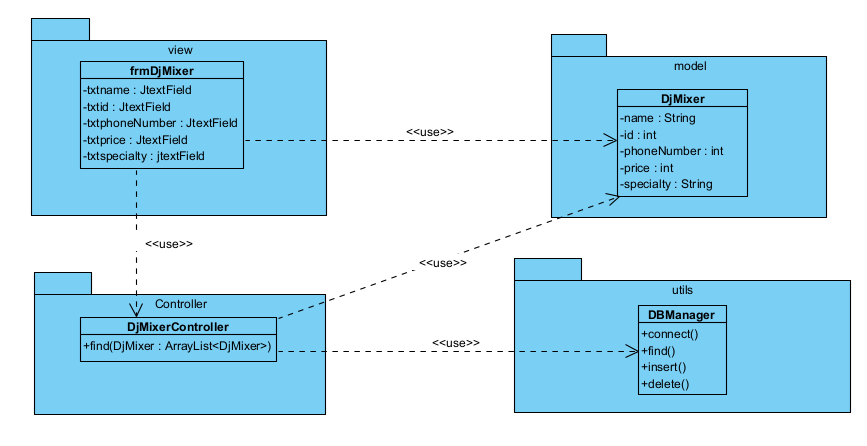 view
frmDjMixer
-txtname : JtextField
-txtid : JtextField
-txtphoneNumber : JtextField
-txtprice : JtextField
-txtspecialty : jtextField
<<use>>
model
DjMixer
-name : String
-id : int
-phoneNumber : int
-price : int
-specialty : String
<<use>>
<<use>>
Controller
DjMixerController
+find(DjMixer : ArrayList<DjMixer>)
<<use>>
utils
DBManager
+connect()
+find()
+insert()
+delete()